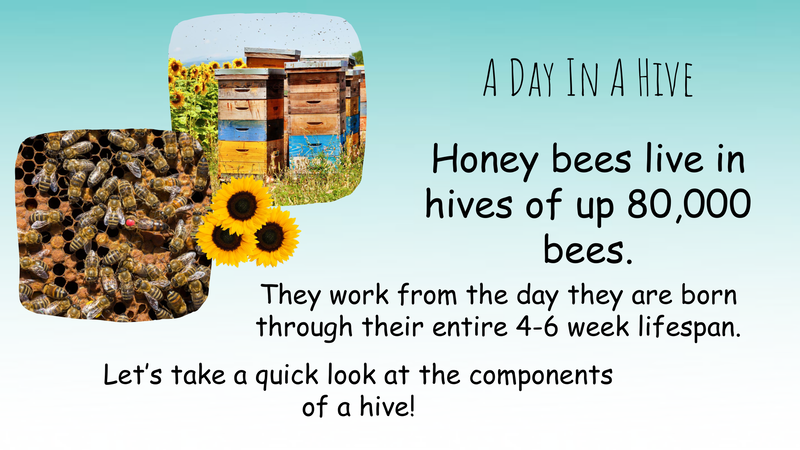 A Day In A Hive
Honey bees live in
hives of up 80,000
bees.
They work from the day they are born
through their entire 4-6 week lifespan.
Let's take a quick look at the components
of a hive!